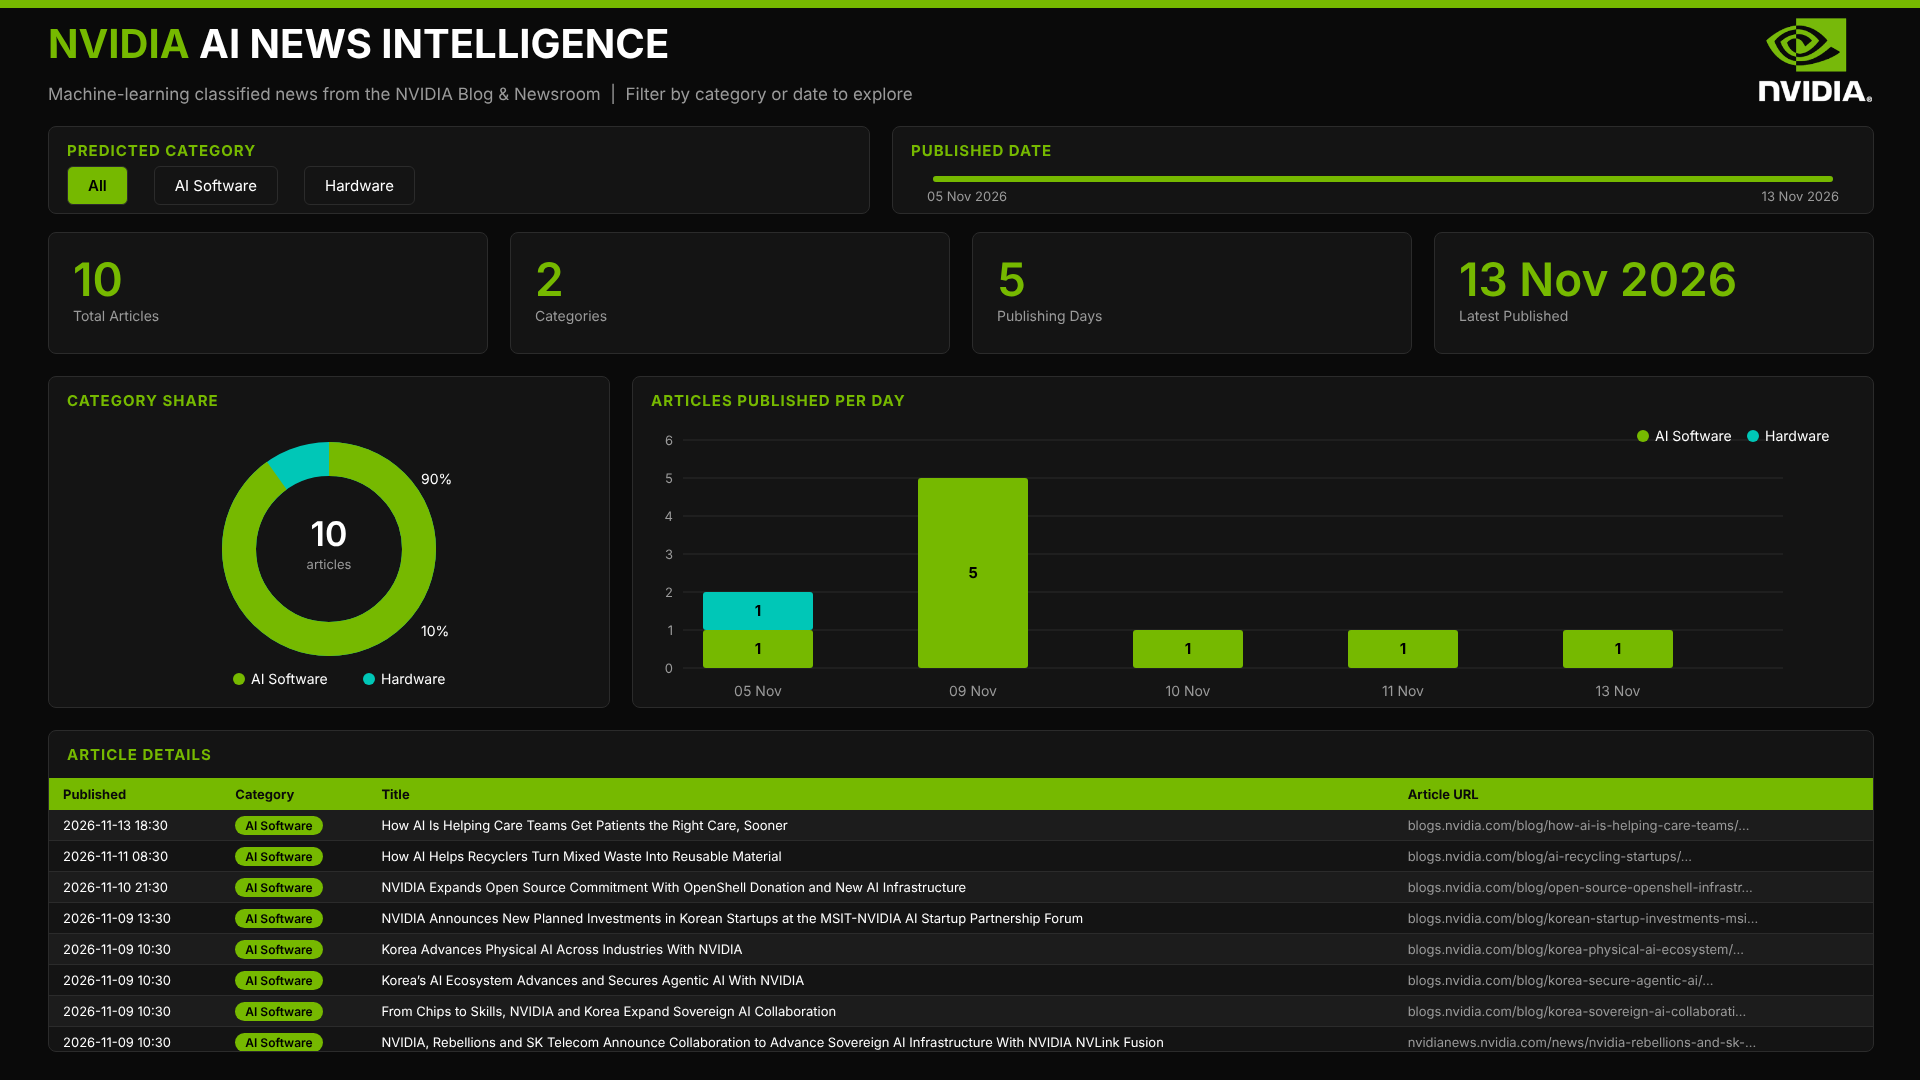 NVIDIA AI NEWS INTELLIGENCE
Machine-learning classified news from the NVIDIA Blog & Newsroom | Filter by category or date to explore
NVIDIA.
PREDICTED CATEGORY
All AI Software Hardware
PUBLISHED DATE
05 Nov 2026 13 Nov 2026
10
Total Articles
2
Categories
5
Publishing Days
13 Nov 2026
Latest Published
CATEGORY SHARE
90%
10
articles
10%
AI Software Hardware
ARTICLES PUBLISHED PER DAY
AI Software Hardware
6
5
4
3
2
1
0
1
1
5
1
1
1
05 Nov 09 Nov 10 Nov 11 Nov 13 Nov
ARTICLE DETAILS
Published Category Title Article URL
2026-11-13 18:30 AI Software How AI Is Helping Care Teams Get Patients the Right Care, Sooner blogs.nvidia.com/blog/how-ai-is-helping-care-teams/...
2026-11-11 08:30 AI Software How AI Helps Recyclers Turn Mixed Waste Into Reusable Material blogs.nvidia.com/blog/ai-recycling-startups/...
2026-11-10 21:30 AI Software NVIDIA Expands Open Source Commitment With OpenShell Donation and New AI Infrastructure blogs.nvidia.com/blog/open-source-openshell-infrastr...
2026-11-09 13:30 AI Software NVIDIA Announces New Planned Investments in Korean Startups at the MSIT-NVIDIA AI Startup Partnership Forum blogs.nvidia.com/blog/korean-startup-investments-msi...
2026-11-09 10:30 AI Software Korea Advances Physical AI Across Industries With NVIDIA blogs.nvidia.com/blog/korea-physical-ai-ecosystem/...
2026-11-09 10:30 AI Software Korea’s AI Ecosystem Advances and Secures Agentic AI With NVIDIA blogs.nvidia.com/blog/korea-secure-agentic-ai/...
2026-11-09 10:30 AI Software From Chips to Skills, NVIDIA and Korea Expand Sovereign AI Collaboration blogs.nvidia.com/blog/korea-sovereign-ai-collaborati...
2026-11-09 10:30 AI Software NVIDIA, Rebellions and SK Telecom Announce Collaboration to Advance Sovereign AI Infrastructure With NVIDIA NVLink Fusion nvidianews.nvidia.com/news/nvidia-rebellions-and-sk-...